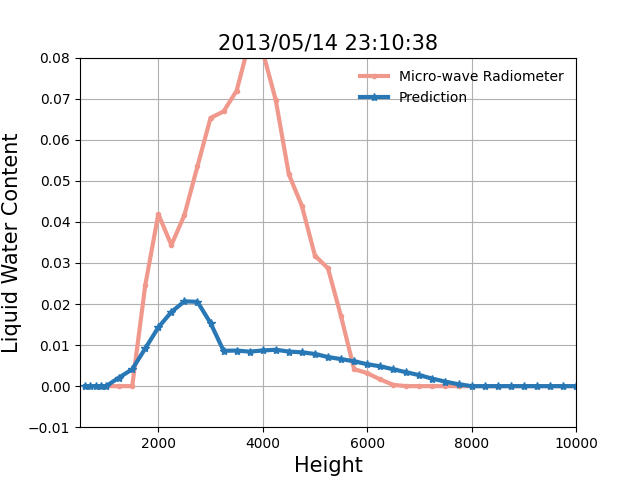 2013/05/14 23:10:38
Micro-wave Radiometer
Prediction
Liquid Water Content
0.08
0.07
0.06
0.05
0.04
0.03
0.02
0.01
0.00
−0.01
2000 4000 6000 8000 10000
Height